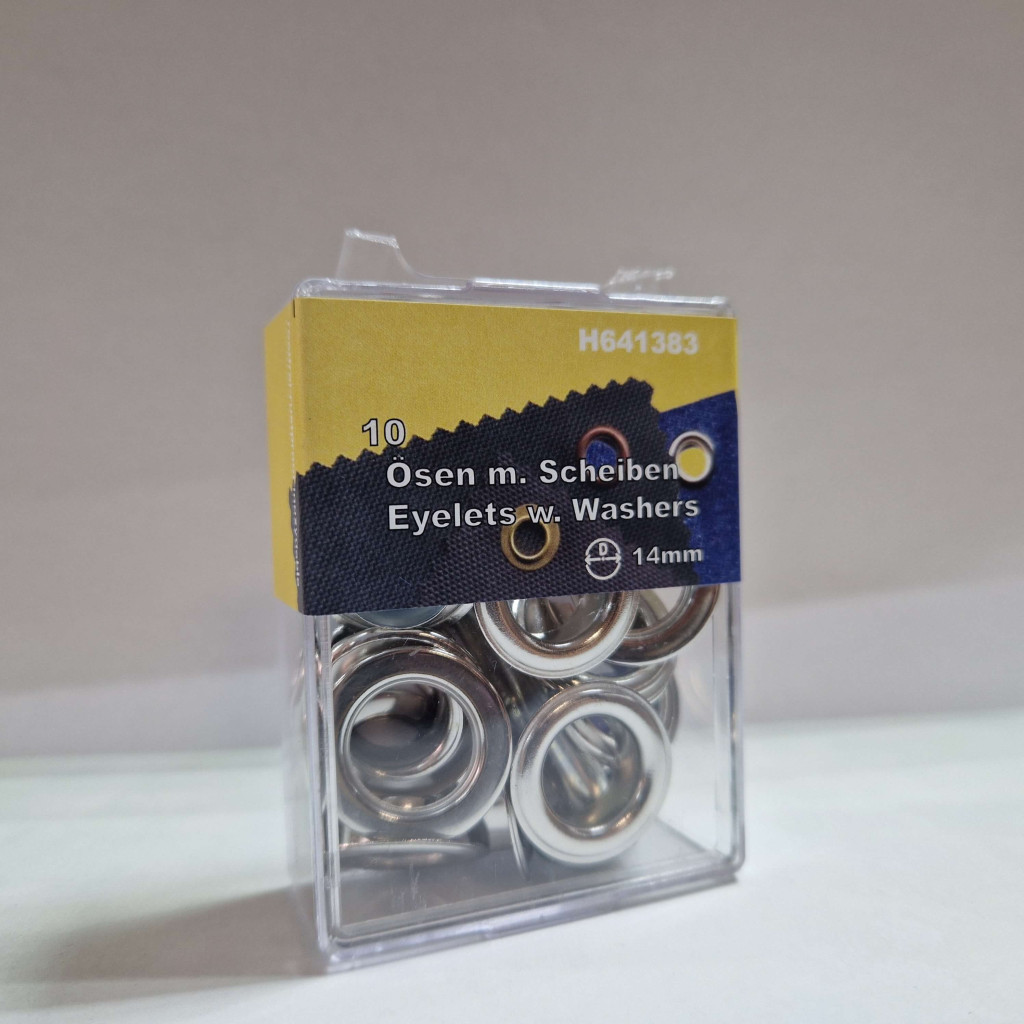 H641383
10
Ösen m. Scheiben
Eyelets w. Washers
D 14mm